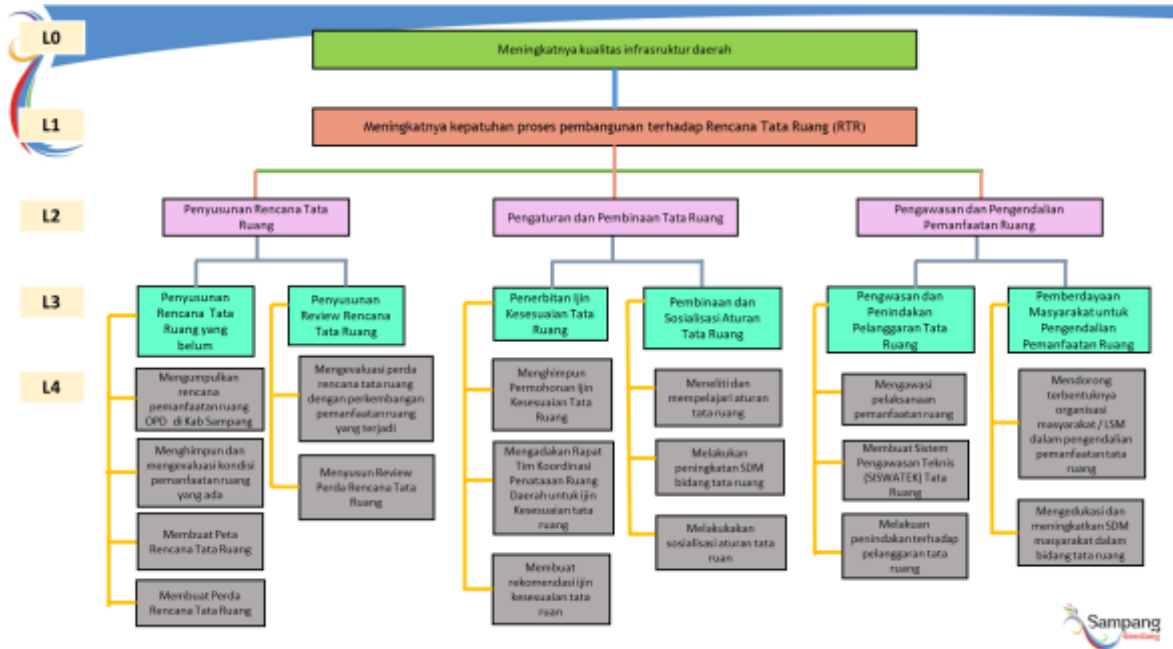 L0
Meningkatnya kualitas infrasruktur daerah
L1
Meningkatnya kepatuhan proses pembangunan terhadap Rencana Tata Ruang (RTR)
L2
Penyusunan Rencana Tata
Ruang
Pengaturan dan Pembinaan Tata Ruang
Pengawasan dan Pengendalian
Pemanfaatan Ruang
L3
Penyusunan
Rencana Tata
Ruang yang
belum
Penyusunan
Review Rencana
Tata Ruang
Penerbitan Ijin
Kesesuaian Tata
Ruang
Pembinaan dan
Sosialisasi Aturan
Tata Ruang
Pengwasan dan
Penindakan
Pelanggaran Tata
Ruang
Pemberdayaan
Masyarakat untuk
Pengendalian
Pemanfaatan Ruang
L4
Mengumpulkan
rencana
pemanfaatan ruang
OPD di Kab Sampang
Menghimpun dan
mengevaluasi kondisi
pemanfaatan ruang
yang ada
Membuat Peta
Rencana Tata Ruang
Membuat Perda
Rencana Tata Ruang
Mengevaluasi perda
rencana tata ruang
dengan perkembangan
pemanfaatan ruang
yang terjadi
Menyusun Review
Perda Rencana Tata
Ruang
Menghimpun
Permohonan Ijin
Kesesuaian Tata
Ruang
Mengadakan Rapat
Tim Koordinasi
Penataaan Ruang
Daerah untuk ijin
Kesesuaian tata
ruang
Membuat
rekomendasi ijin
kesesuaian tata
ruan
Meneliti dan
mempelajari aturan
tata ruang
Melakukan
peningkatan SDM
bidang tata ruang
Melakukakan
sosialisasi aturan tata
ruan
Mengawasi
pelaksanaan
pemanfaatan ruang
Membuat Sistem
Pengawasan Teknis
(SISWATEK) Tata
Ruang
Melakuan
penindakan terhadap
pelanggaran tata
ruang
Mendorong
terbentuknya
organisasi
masyarakat / LSM
dalam pengendalian
pemanfaatan tata
ruang
Mengedukasi dan
meningkatkan SDM
masyarakat dalam
bidang tata ruang
Sampang